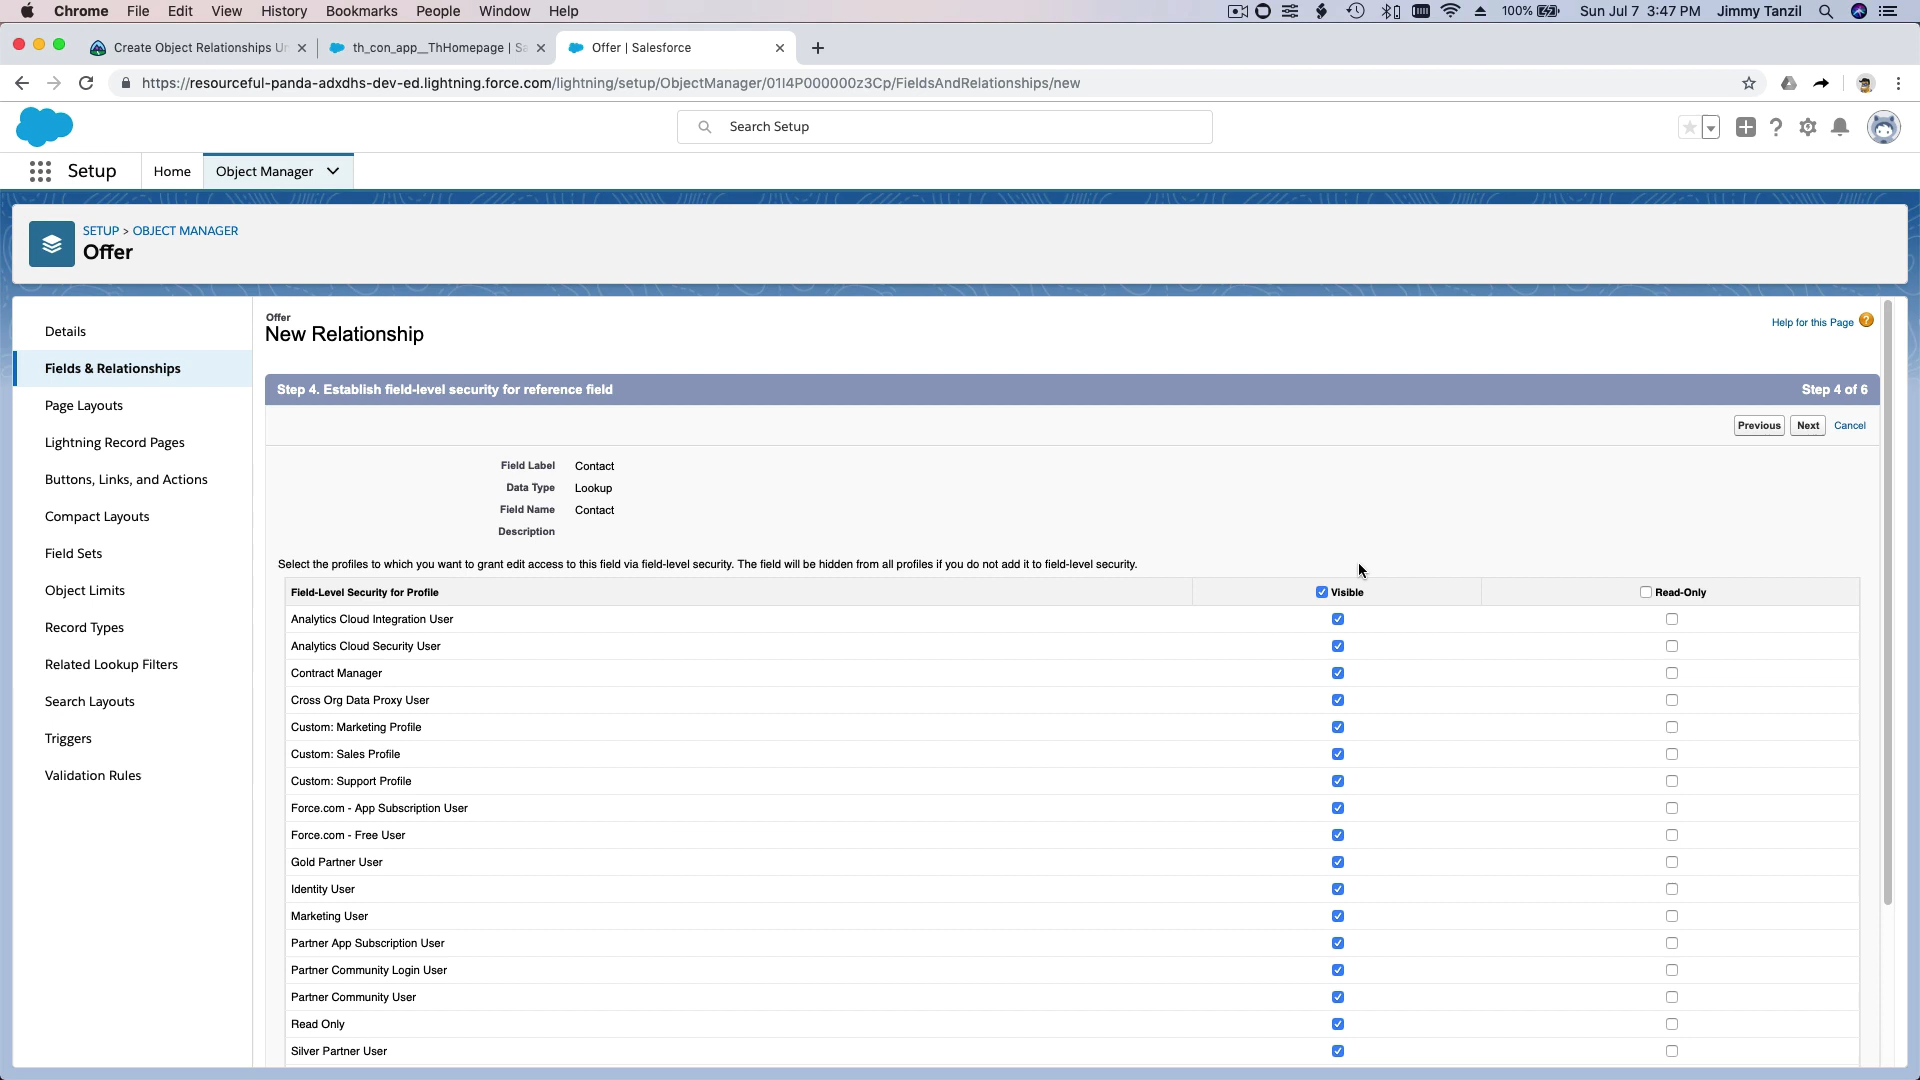 Chrome File Edit View History Bookmarks People Window Help 100% Sun Jul 7 3:47 PM Jimmy Tanzil
Create Object Relationships Un
th_con_app__ThHomepage | Sa
Offer | Salesforce
https://resourceful-panda-adxdhs-dev-ed.lightning.force.com/lightning/setup/ObjectManager/01I4P000000z3Cp/FieldsAndRelationships/new
Search Setup
Setup Home Object Manager
SETUP > OBJECT MANAGER
Offer
Details
Fields & Relationships
Page Layouts
Lightning Record Pages
Buttons, Links, and Actions
Compact Layouts
Field Sets
Object Limits
Record Types
Related Lookup Filters
Search Layouts
Triggers
Validation Rules
Offer
New Relationship
Help for this Page ?
Step 4. Establish field-level security for reference field Step 4 of 6
Previous Next Cancel
Field Label Contact
Data Type Lookup
Field Name Contact
Description
Select the profiles to which you want to grant edit access to this field via field-level security. The field will be hidden from all profiles if you do not add it to field-level security.
Field-Level Security for Profile Visible Read-Only
Analytics Cloud Integration User
Analytics Cloud Security User
Contract Manager
Cross Org Data Proxy User
Custom: Marketing Profile
Custom: Sales Profile
Custom: Support Profile
Force.com - App Subscription User
Force.com - Free User
Gold Partner User
Identity User
Marketing User
Partner App Subscription User
Partner Community Login User
Partner Community User
Read Only
Silver Partner User